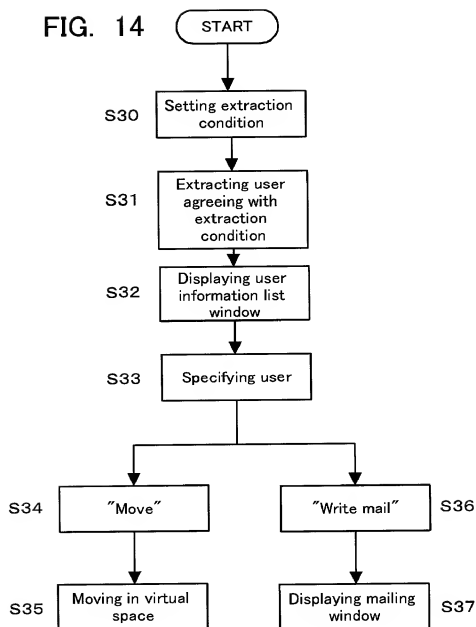 FIG. 14
START
S30
Setting extraction
condition
S31
Extracting user
agreeing with
extraction
condition
S32
Displaying user
information list
window
S33
Specifying user
S34
"Move"
"Write mail"
S36
S35
Moving in virtual
space
Displaying mailing
window
S37